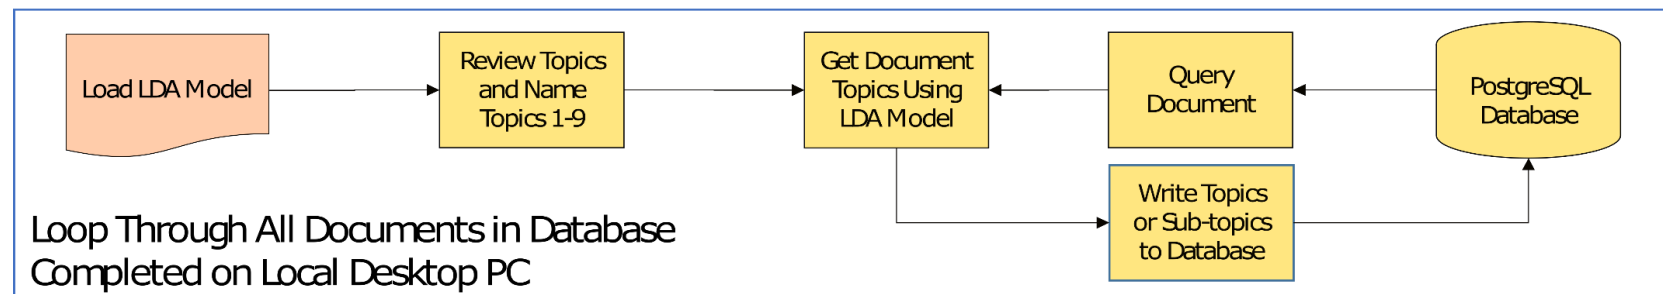 Load LDA Model
Review Topics
and Name
Topics 1-9
Get Document
Topics Using
LDA Model
Query
Document
PostgreSQL
Database
Write Topics
or Sub-topics
to Database
Loop Through All Documents in Database
Completed on Local Desktop PC